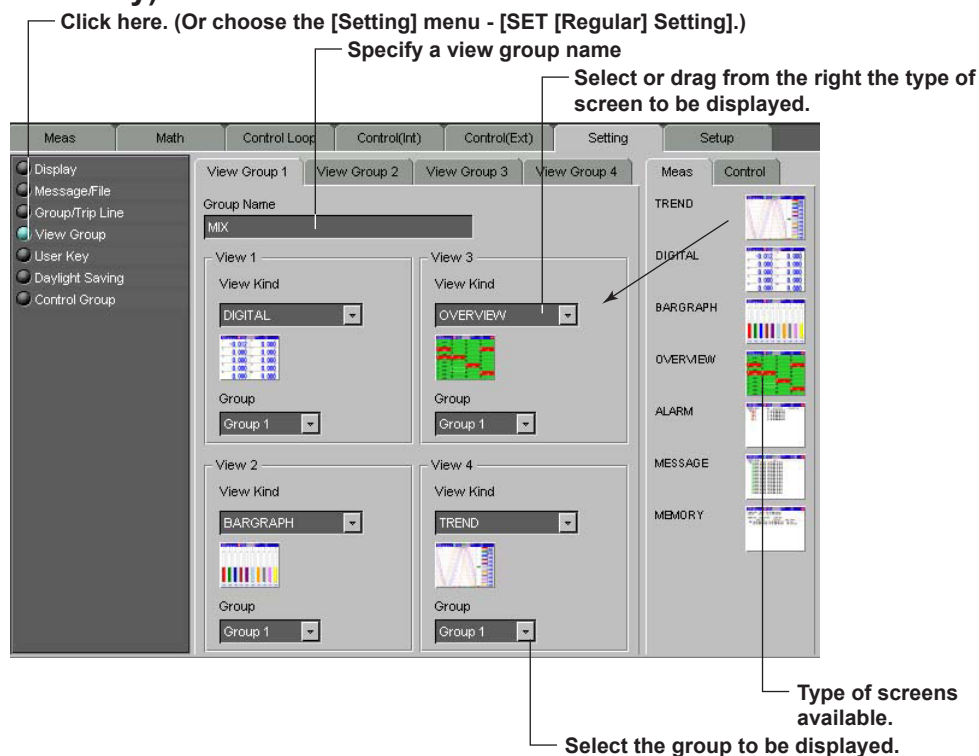 Click here. (Or choose the [Setting] menu - [SET [Regular] Setting].)
Specify a view group name
Select or drag from the right the type of
screen to be displayed.
Meas Math Control Loop Control(Int) Control(Ext) Setting Setup
Display
Message/File
Group/Trip Line
View Group
User Key
Daylight Saving
Control Group
View Group 1 View Group 2 View Group 3 View Group 4
Group Name
MIX
View 1
View Kind
DIGITAL
Group
Group 1
View 3
View Kind
OVERVIEW
Group
Group 1
View 2
View Kind
BARGRAPH
Group
Group 1
View 4
View Kind
TREND
Group
Group 1
Meas Control
TREND
DIGITAL
BARGRAPH
OVERVIEW
ALARM
MESSAGE
MEMORY
Type of screens
available.
Select the group to be displayed.